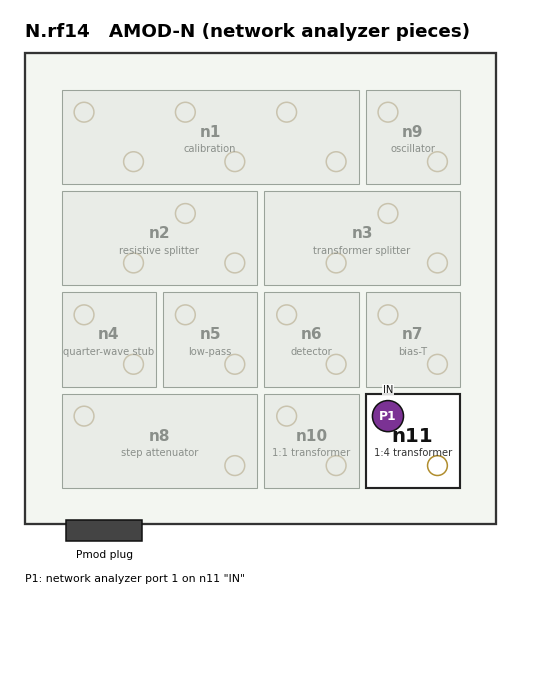 N.rf14   AMOD-N (network analyzer pieces)
n1
calibration
n9
oscillator
n2
resistive splitter
n3
transformer splitter
n4
quarter-wave stub
n5
low-pass
n6
detector
n7
bias-T
IN
P1
n8
step attenuator
n10
1:1 transformer
n11
1:4 transformer
Pmod plug
P1: network analyzer port 1 on n11 "IN"